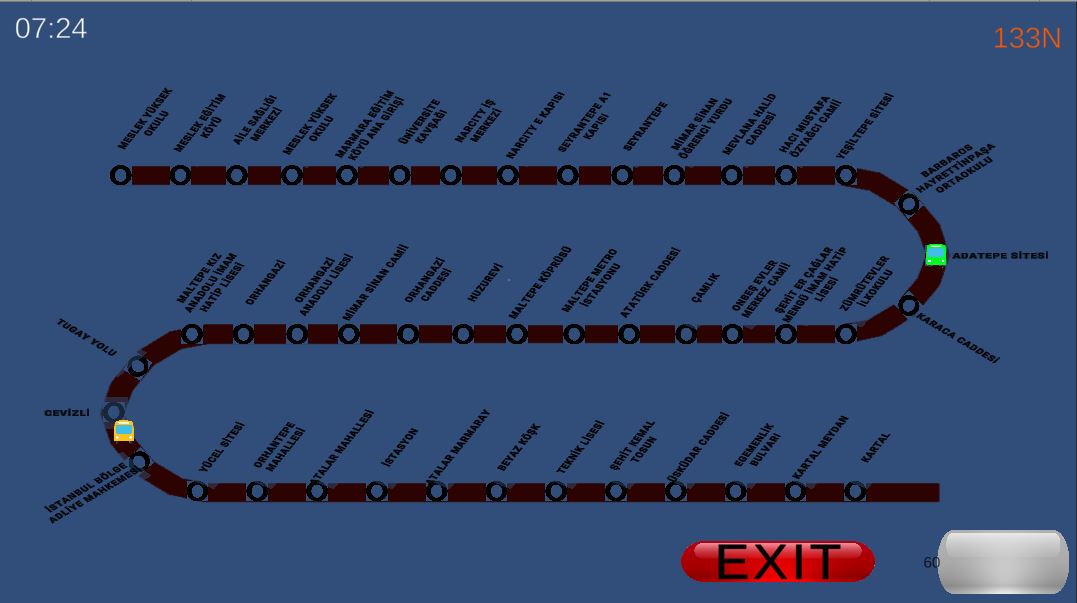 07:24
133N
MESLEK YÜKSEK
OKULU
MESLEK EĞİTİM
KÖYÜ
AİLE SAĞLIĞI
MERKEZİ
MESLEK YÜKSEK
OKULU
MARMARA EĞİTİM
KÖYÜ ANA GİRİŞİ
ÜNİVERSİTE
KAVŞAĞI
NARCITY İŞ
MERKEZİ
NARCITY E KAPISI
SEYRANTEPE A1
KAPISI
SEYRANTEPE
MİMAR SİNAN
ÖĞRENCİ YURDU
MEVLANA HALİD
CADDESİ
HACI MUSTAFA
ÖZYAĞCI CAMİİ
YEŞİLTEPE SİTESİ
BARBAROS
HAYRETTİNPAŞA
ORTAOKULU
ADATEPE SİTESİ
KARACA CADDESİ
ZÜMRÜTEVLER
İLKOKULU
ŞEHİT ER ÇAĞLAR
MENGÜ İMAM HATİP
LİSESİ
ONBEŞ EVLER
MERKEZ CAMİİ
ÇAMLIK
ATATÜRK CADDESİ
MALTEPE METRO
İSTASYONU
MALTEPE KÖPRÜSÜ
HUZUREVİ
ORHANGAZİ
CADDESİ
MİMAR SİNAN CAMİİ
ORHANGAZİ
ANADOLU LİSESİ
ORHANGAZİ
MALTEPE KIZ
ANADOLU İMAM
HATİP LİSESİ
TUGAY YOLU
CEVİZLİ
İSTANBUL BÖLGE
ADLİYE MAHKEMESİ
YÜCEL SİTESİ
ORHANTEPE
MAHALLESİ
ATALAR MAHALLESİ
İSTASYON
ATALAR MARMARAY
BEYAZ KÖŞK
TEKNİK LİSESİ
ŞEHİT KEMAL
TOSUN
ÜSKÜDAR CADDESİ
EGEMENLİK
BULVARI
KARTAL MEYDAN
KARTAL
EXIT
60